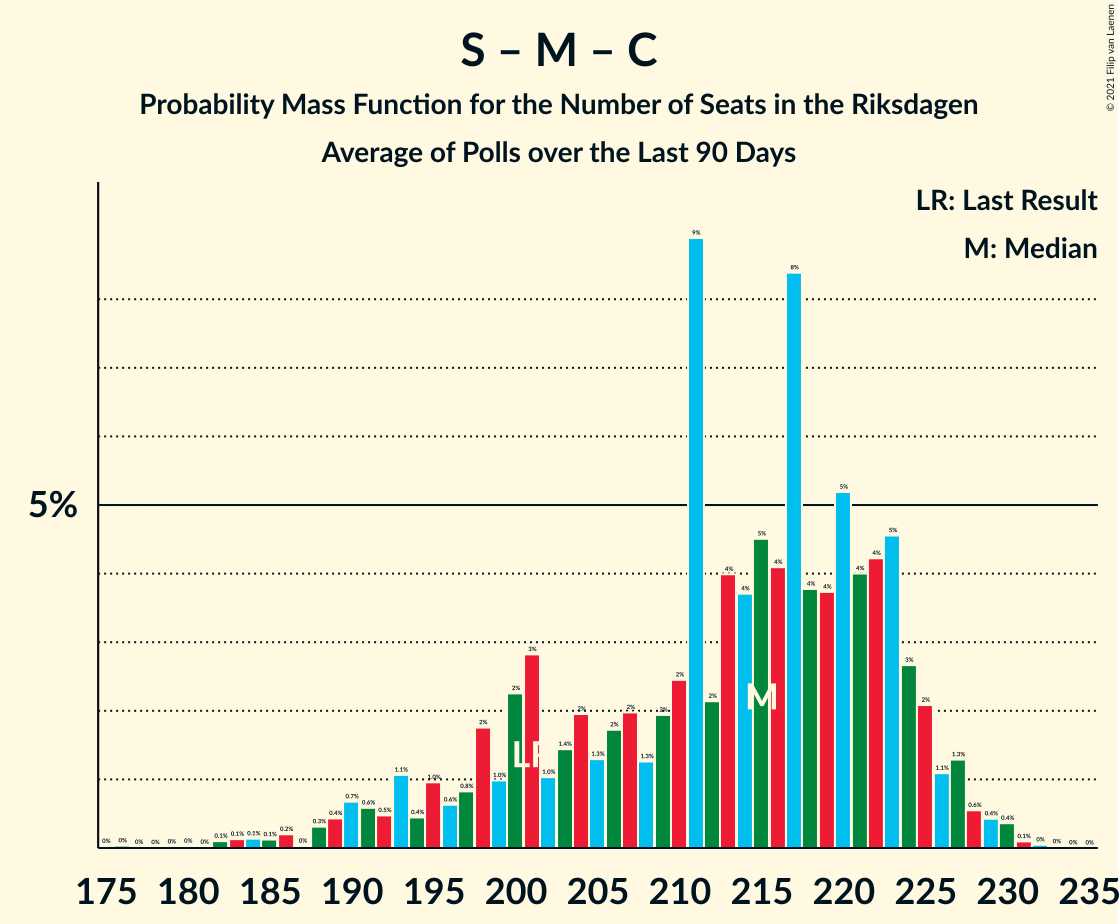 © 2021 Filip van Laenen
S – M – C
Probability Mass Function for the Number of Seats in the Riksdagen
Average of Polls over the Last 90 Days
LR: Last Result
M: Median
5%
0% 0% 0% 0% 0% 0% 0% 0.1% 0.1% 0.1% 0.1% 0.2% 0% 0.3% 0.4% 0.7% 0.6% 0.5% 1.1% 0.4% 1.0% 0.6% 0.8% 2% 1.0% 2% 3% 1.0% 1.4% 2% 1.3% 2% 2% 1.3% 2% 2% 9% 2% 4% 4% 5% 4% 8% 4% 4% 5% 4% 4% 5% 3% 2% 1.1% 1.3% 0.6% 0.4% 0.4% 0.1% 0% 0% 0% 0%
LR
M
175 180 185 190 195 200 205 210 215 220 225 230 235